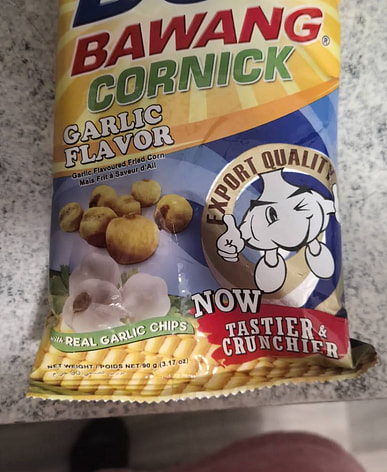 BAWANG®
CORNICK
GARLIC
FLAVOR
Garlic Flavoured Fried Corn
Maïs Frit à Saveur d'Ail
EXPORT QUALITY
NOW
TASTIER &
CRUNCHIER
with REAL GARLIC CHIPS
NET WEIGHT / POIDS NET 90 g (3.17 oz)